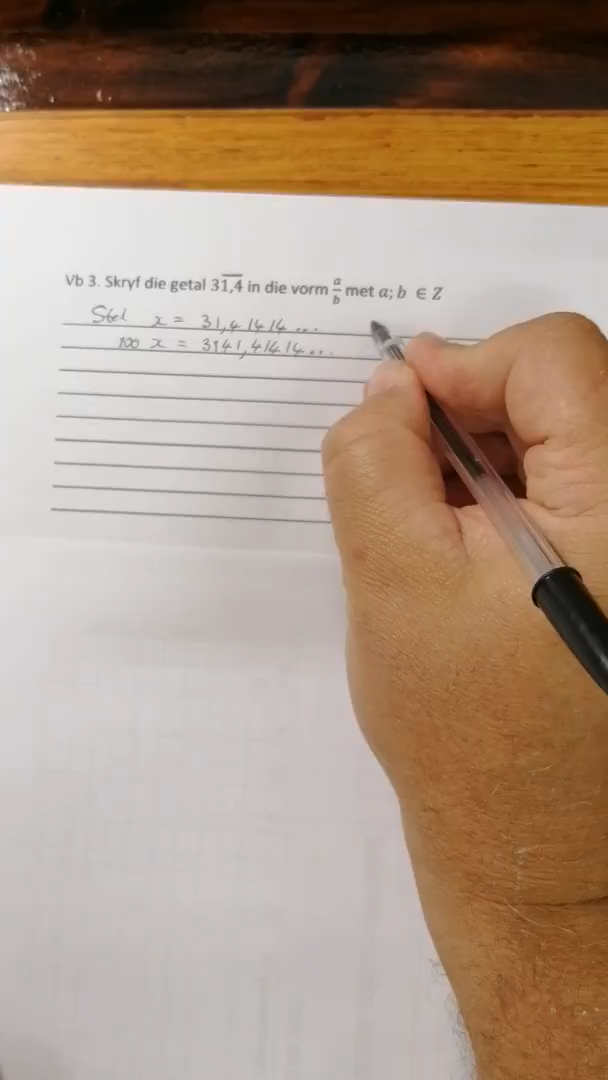 Vb 3. Skryf die getal 31,4̅ in die vorm a/b met a; b ∈ Z
Stel x = 31,41414...
100 x = 3141,41414...